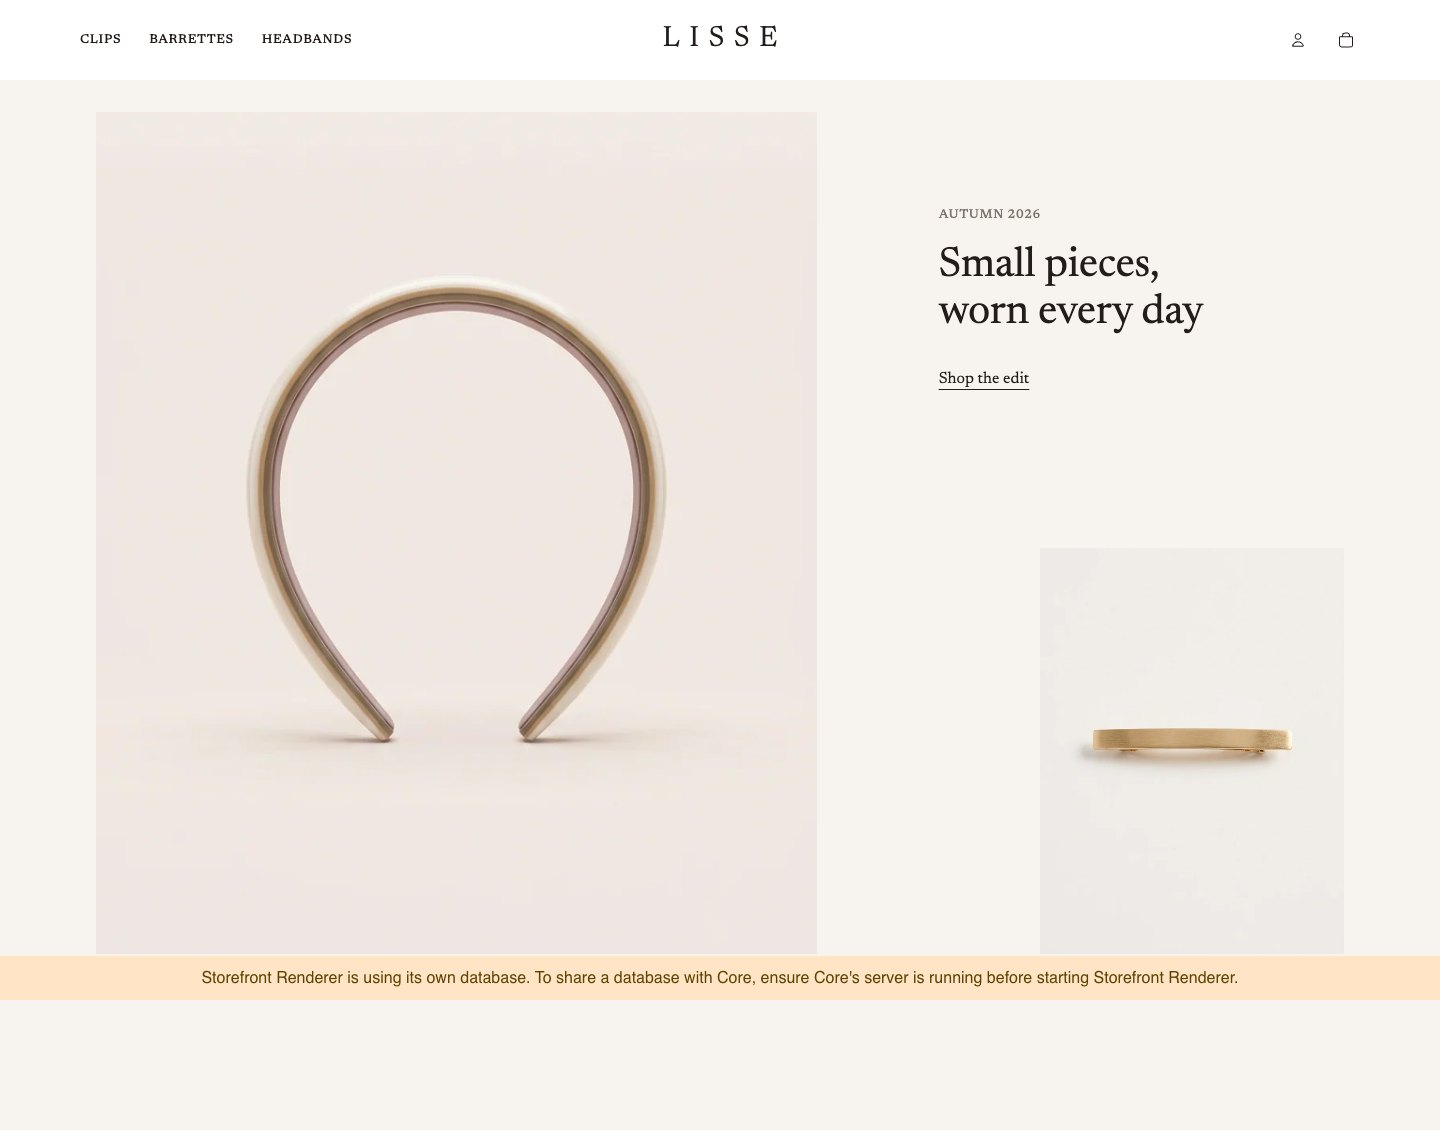 CLIPS BARRETTES HEADBANDS
LISSE
AUTUMN 2026
Small pieces,
worn every day
Shop the edit
Storefront Renderer is using its own database. To share a database with Core, ensure Core's server is running before starting Storefront Renderer.